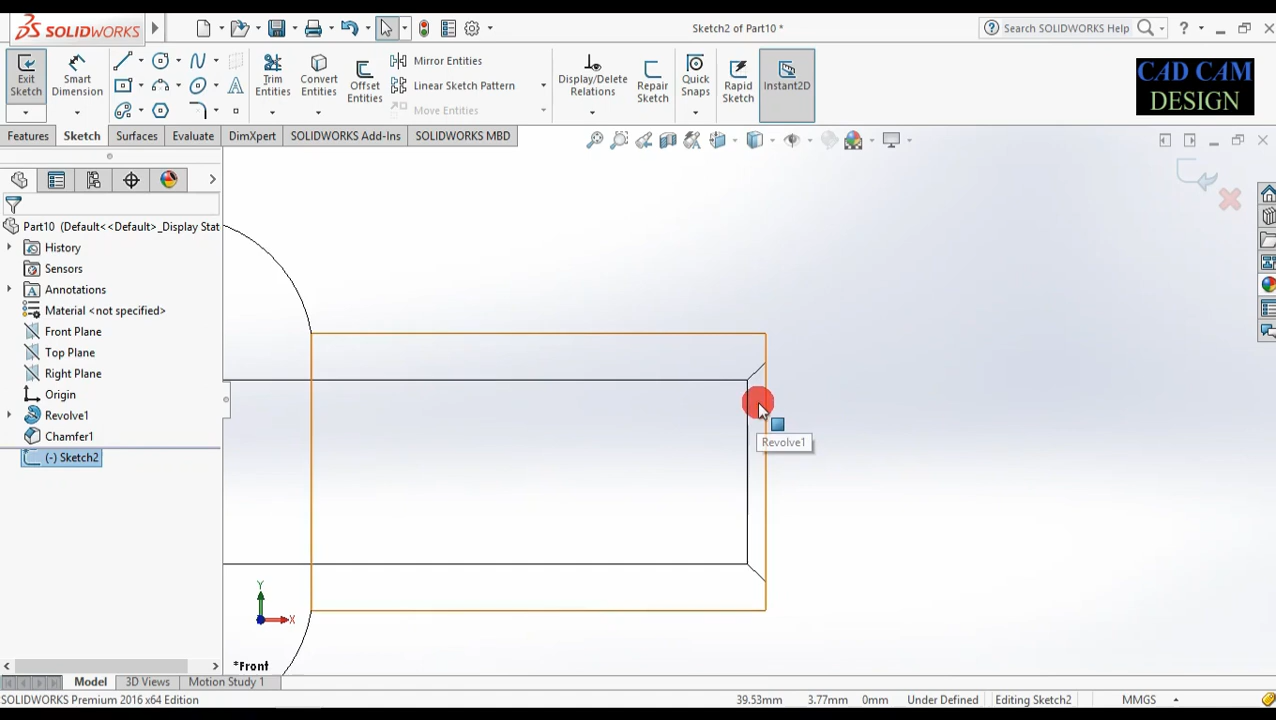 SOLIDWORKS
Sketch2 of Part10 *
Search SOLIDWORKS Help
?
Exit Sketch
Smart Dimension
Trim Entities
Convert Entities
Offset Entities
Mirror Entities
Linear Sketch Pattern
Move Entities
Display/Delete Relations
Repair Sketch
Quick Snaps
Rapid Sketch
Instant2D
CAD CAM
DESIGN
Features
Sketch
Surfaces
Evaluate
DimXpert
SOLIDWORKS Add-Ins
SOLIDWORKS MBD
Part10 (Default<<Default>_Display Stat
History
Sensors
Annotations
Material <not specified>
Front Plane
Top Plane
Right Plane
Origin
Revolve1
Chamfer1
(-) Sketch2
Revolve1
Y
X
*Front
Model
3D Views
Motion Study 1
SOLIDWORKS Premium 2016 x64 Edition
39.53mm
3.77mm
0mm
Under Defined
Editing Sketch2
MMGS